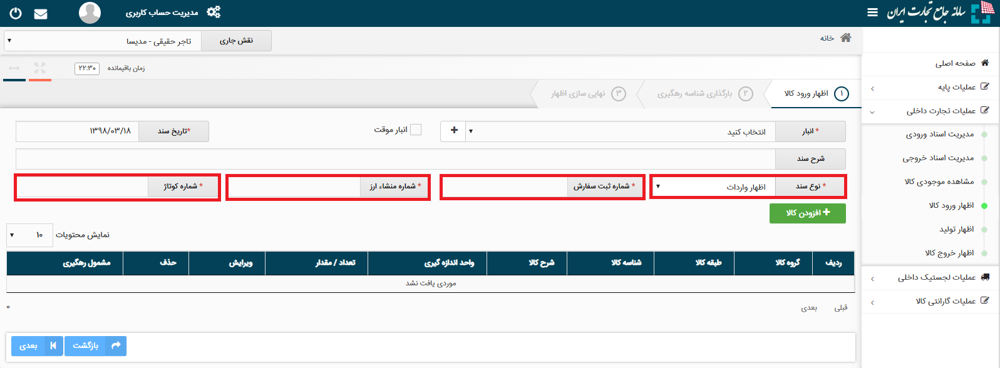 سامانه جامع تجارت ایران
مدیریت حساب کاربری
خانه
نقش جاری
تاجر حقیقی - مدیسا
زمان باقیمانده
۲۲:۳۰
صفحه اصلی
عملیات پایه
عملیات تجارت داخلی
مدیریت اسناد ورودی
مدیریت اسناد خروجی
مشاهده موجودی کالا
اظهار ورود کالا
اظهار تولید
اظهار خروج کالا
عملیات لجستیک داخلی
عملیات گارانتی کالا
۱ اظهار ورود کالا
۲ بارگذاری شناسه رهگیری
۳ نهایی سازی اظهار
* انبار انتخاب کنید + انبار موقت *تاریخ سند ۱۳۹۸/۰۳/۱۸
شرح سند
* نوع سند اظهار واردات * شماره ثبت سفارش * شماره منشاء ارز * شماره کوتاژ
+ افزودن کالا
نمایش محتویات ۱۰
ردیف گروه کالا طبقه کالا شناسه کالا شرح کالا واحد اندازه گیری تعداد / مقدار ویرایش حذف مشمول رهگیری
موردی یافت نشد
قبلی بعدی ۰
بازگشت بعدی